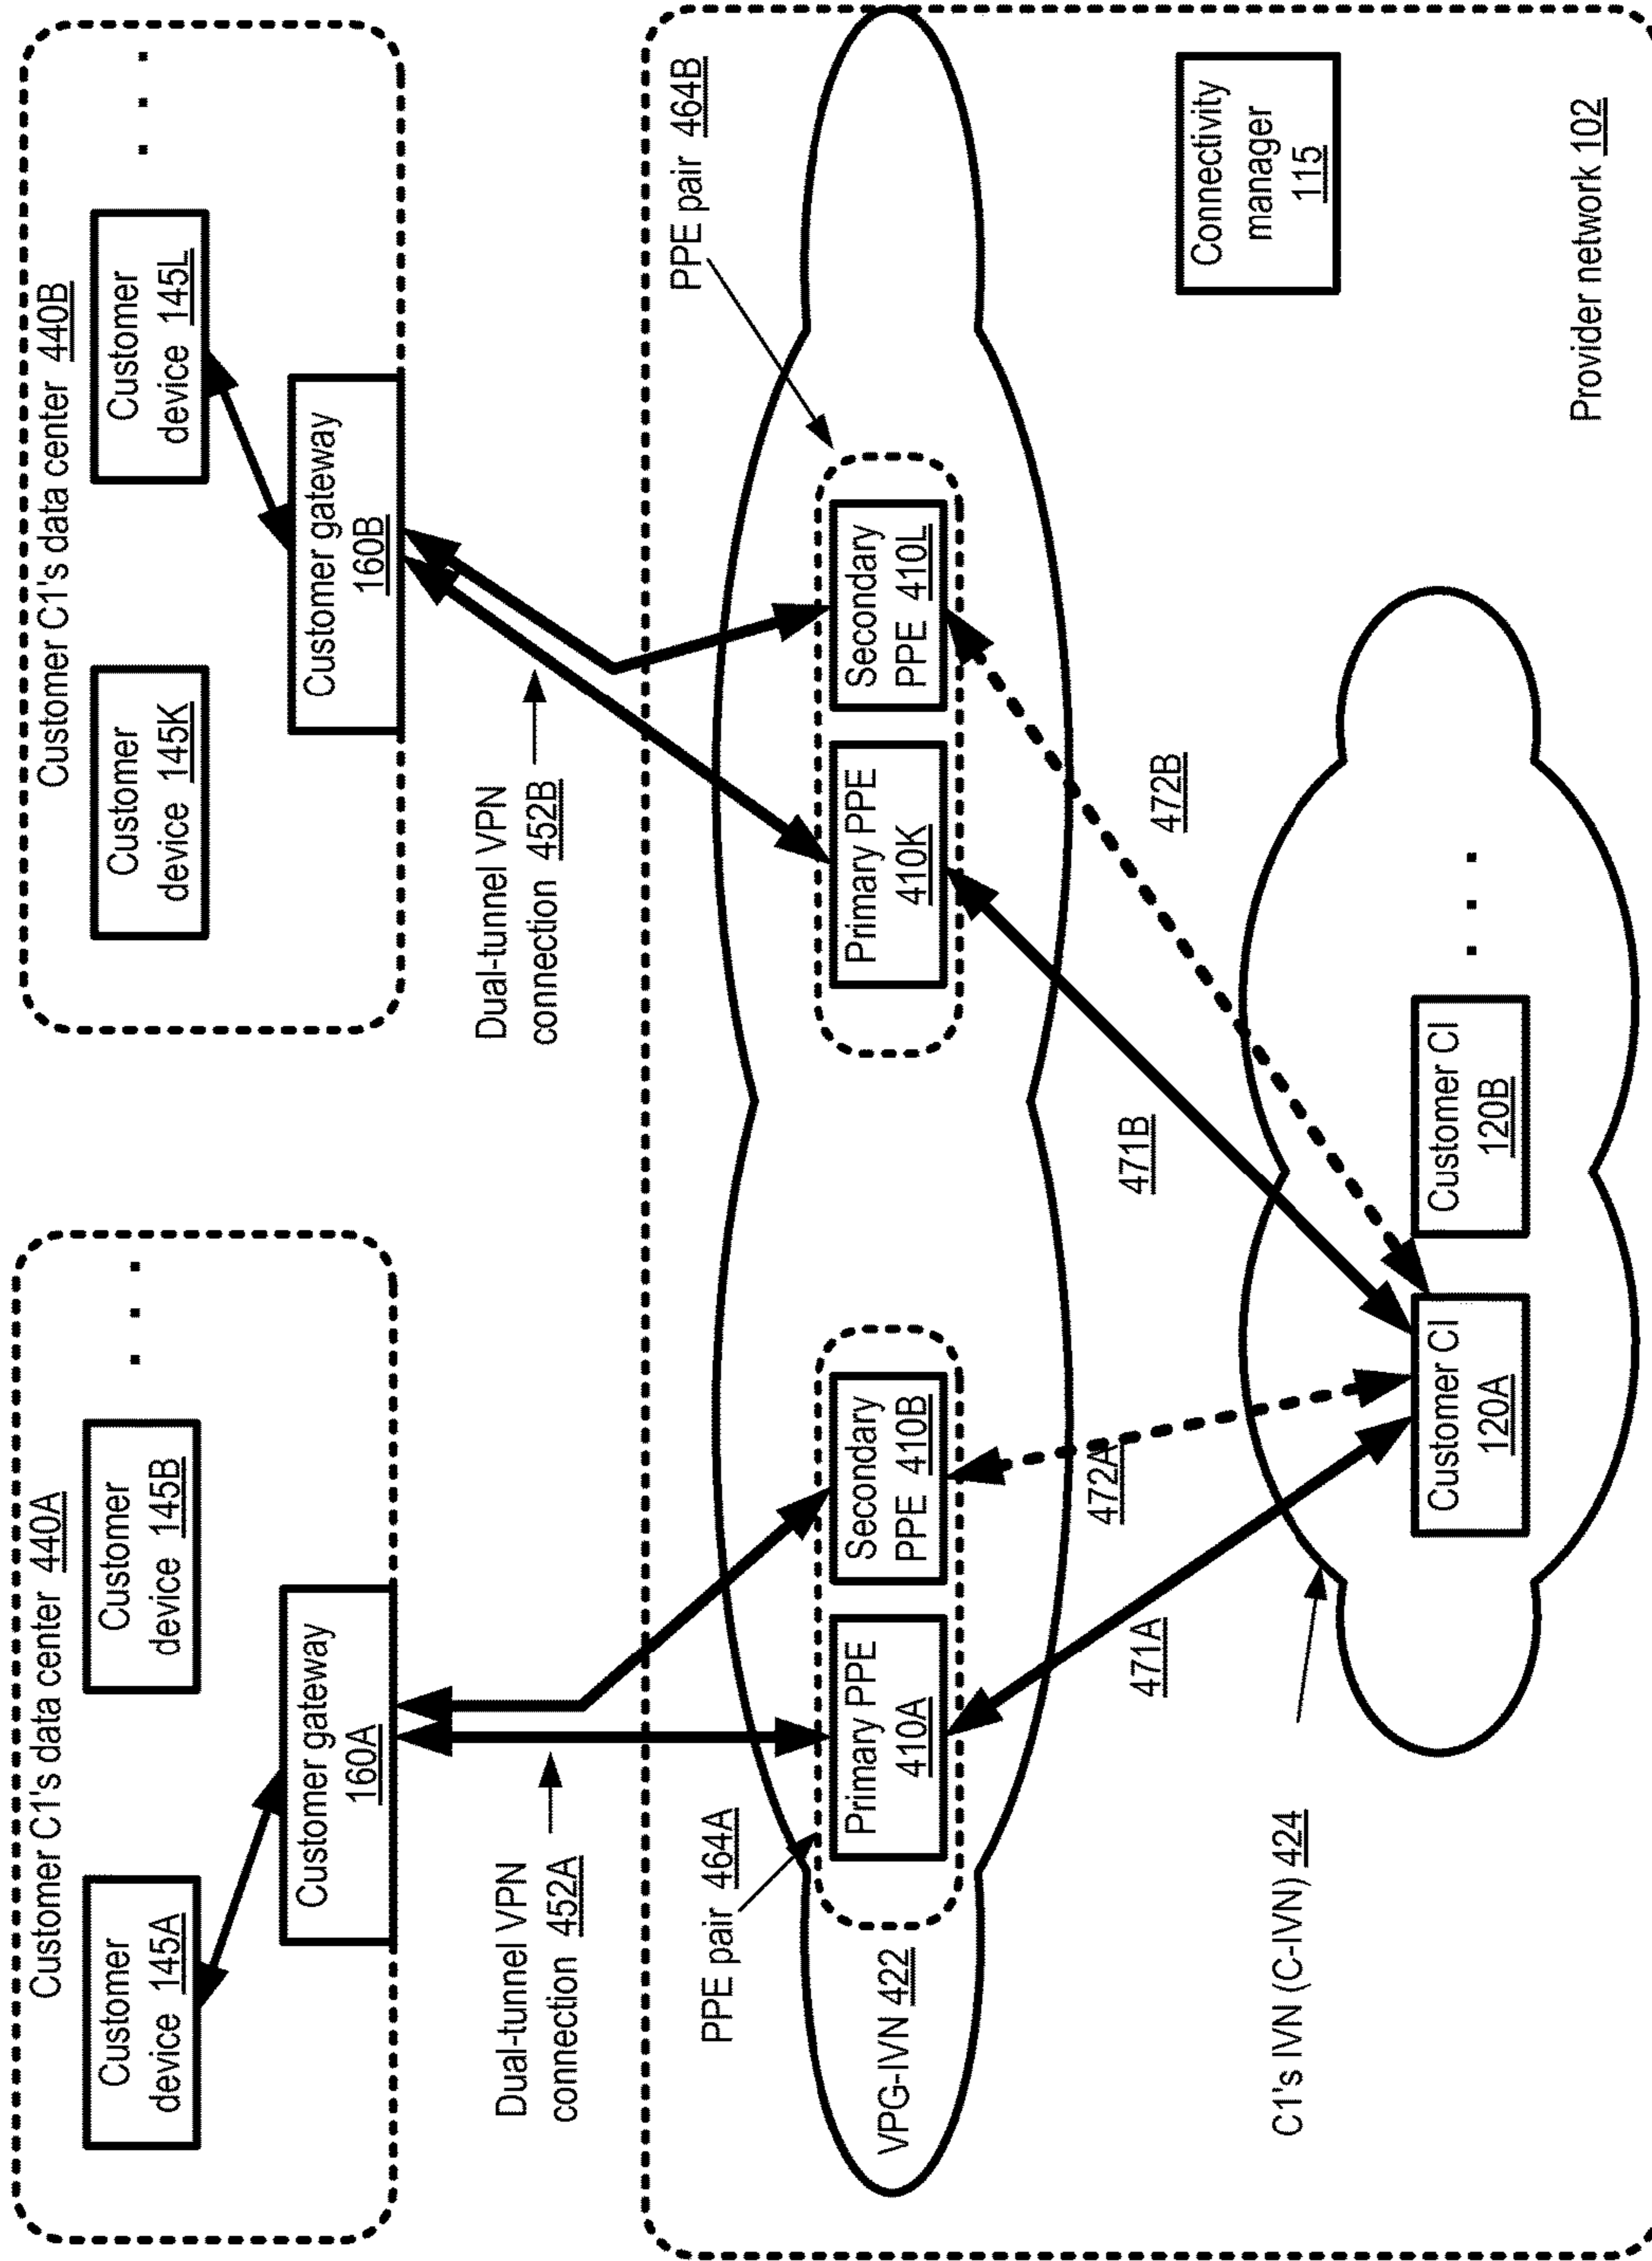 Customer C1's data center 440A
Customer
device 145A
Customer
device 145B
. . .
Customer gateway
160A
Customer C1's data center 440B
Customer
device 145K
Customer
device 145L
. . .
Customer gateway
160B
Dual-tunnel VPN
connection 452A
Dual-tunnel VPN
connection 452B
PPE pair 464A
PPE pair 464B
VPG-IVN 422
Primary PPE
410A
Secondary
PPE 410B
Primary PPE
410K
Secondary
PPE 410L
471A
472A
471B
472B
C1's IVN (C-IVN) 424
Customer CI
120A
Customer CI
120B
. . .
Connectivity
manager
115
Provider network 102